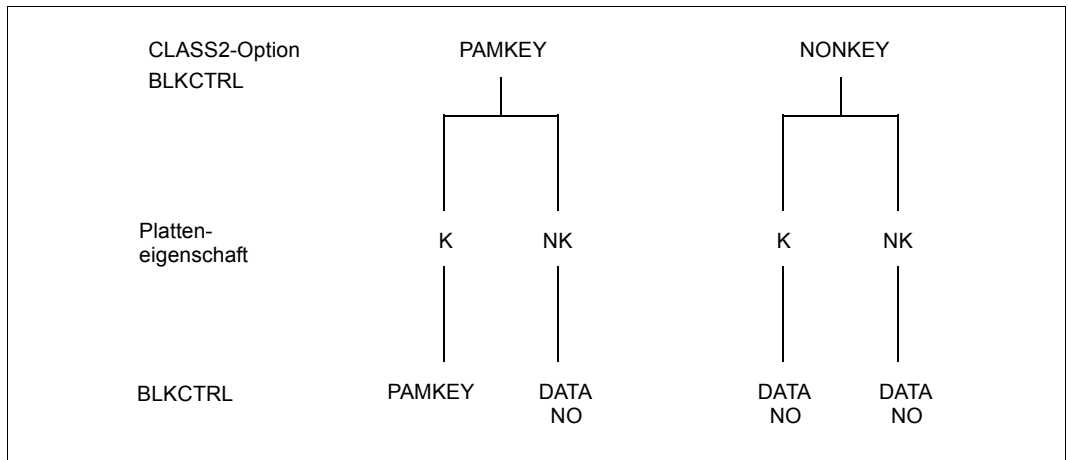 CLASS2-Option PAMKEY NONKEY
BLKCTRL
Platten-
eigenschaft K NK K NK
BLKCTRL PAMKEY DATA DATA DATA
NO NO NO